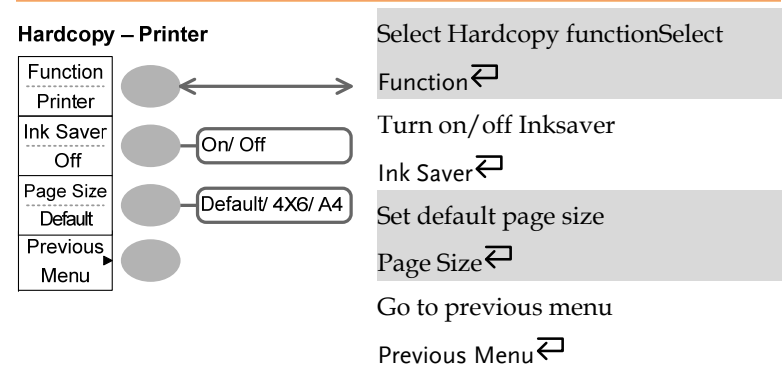 Hardcopy – Printer
Function
Printer
Ink Saver
On/ Off
Off
Page Size
Default/ 4X6/ A4
Default
Previous
Menu
Select Hardcopy functionSelect
Function
Turn on/off Inksaver
Ink Saver
Set default page size
Page Size
Go to previous menu
Previous Menu